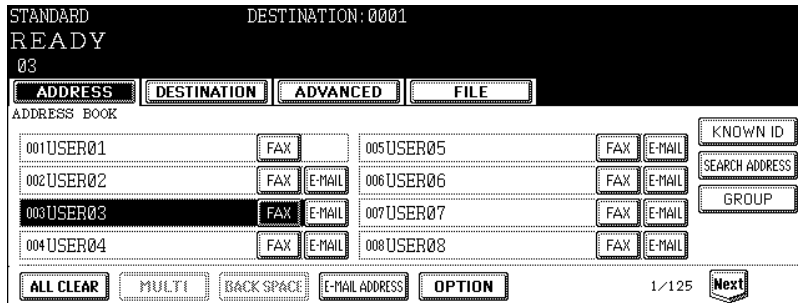 STANDARD DESTINATION:0001
READY
03
ADDRESS DESTINATION ADVANCED FILE
ADDRESS BOOK
001USER01 FAX 005USER05 FAX E-MAIL KNOWN ID
002USER02 FAX E-MAIL 006USER06 FAX E-MAIL SEARCH ADDRESS
003USER03 FAX E-MAIL 007USER07 FAX E-MAIL GROUP
004USER04 FAX E-MAIL 008USER08 FAX E-MAIL
ALL CLEAR MULTI BACK SPACE E-MAIL ADDRESS OPTION 1/125 Next